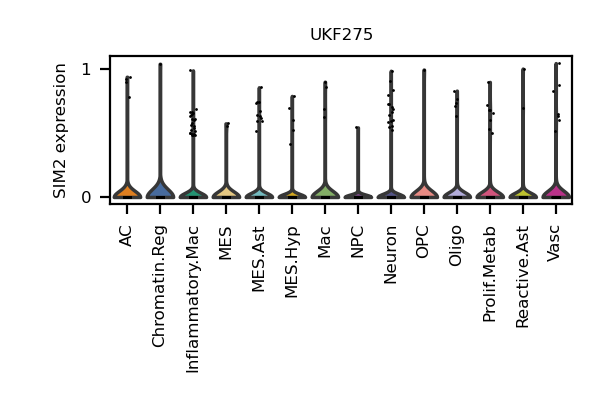 UKF275
SIM2 expression
1
0
AC
Chromatin.Reg
Inflammatory.Mac
MES
MES.Ast
MES.Hyp
Mac
NPC
Neuron
OPC
Oligo
Prolif.Metab
Reactive.Ast
Vasc